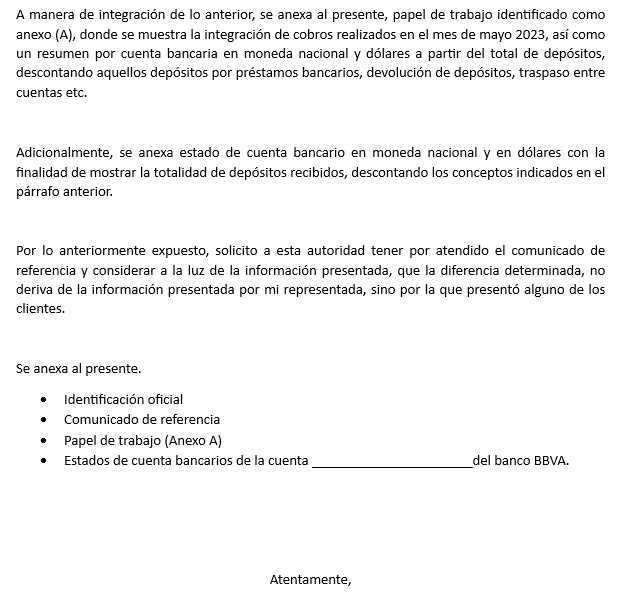 A manera de integración de lo anterior, se anexa al presente, papel de trabajo identificado como
anexo (A), donde se muestra la integración de cobros realizados en el mes de mayo 2023, así como
un resumen por cuenta bancaria en moneda nacional y dólares a partir del total de depósitos,
descontando aquellos depósitos por préstamos bancarios, devolución de depósitos, traspaso entre
cuentas etc.
Adicionalmente, se anexa estado de cuenta bancario en moneda nacional y en dólares con la
finalidad de mostrar la totalidad de depósitos recibidos, descontando los conceptos indicados en el
párrafo anterior.
Por lo anteriormente expuesto, solicito a esta autoridad tener por atendido el comunicado de
referencia y considerar a la luz de la información presentada, que la diferencia determinada, no
deriva de la información presentada por mi representada, sino por la que presentó alguno de los
clientes.
Se anexa al presente.
• Identificación oficial
• Comunicado de referencia
• Papel de trabajo (Anexo A)
• Estados de cuenta bancarios de la cuenta _______________________del banco BBVA.
Atentamente,